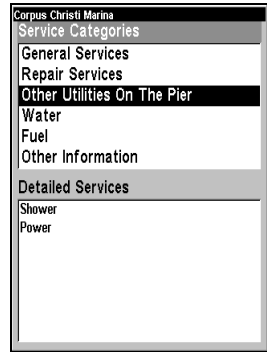 Corpus Christi Marina
Service Categories
General Services
Repair Services
Other Utilities On The Pier
Water
Fuel
Other Information
Detailed Services
Shower
Power